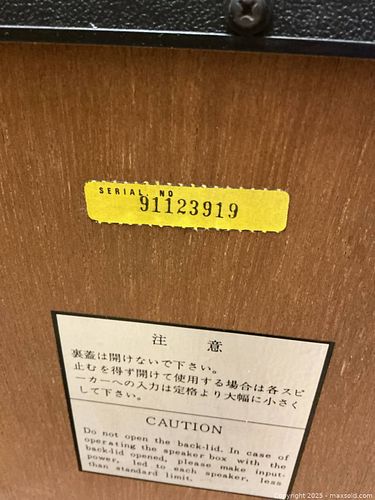 SERIAL NO
91123919
注 意
裏蓋は開けないで下さい。
止むを得ず開けて使用する場合は各スピ
ーカーへの入力は定格より大幅に小さく
して下さい。
CAUTION
Do not open the back-lid. In case of
operating the speaker box with the
back-lid opened, please make input-
power, led to each speaker, less
than standard limit.
Copyright 2025 - maxsold.com